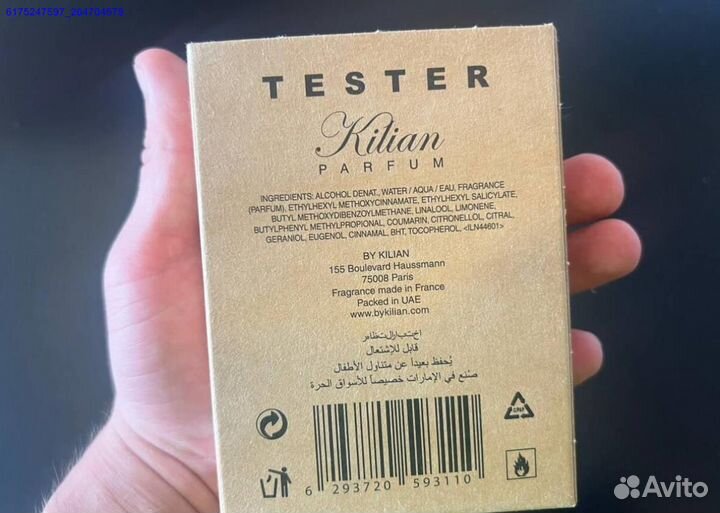 6175247597_264704679
TESTER
Kilian
PARFUM
INGREDIENTS: ALCOHOL DENAT., WATER / AQUA / EAU, FRAGRANCE
(PARFUM), ETHYLHEXYL METHOXYCINNAMATE, ETHYLHEXYL SALICYLATE,
BUTYL METHOXYDIBENZOYLMETHANE, LINALOOL, LIMONENE,
BUTYLPHENYL METHYLPROPIONAL, COUMARIN, CITRONELLOL, CITRAL,
GERANIOL, EUGENOL, CINNAMAL, BHT, TOCOPHEROL, <ILN44601>
BY KILIAN
155 Boulevard Haussmann
75008 Paris
Fragrance made in France
Packed in UAE
www.bykilian.com
قابل للإشتعال
يُحفظ بعيداً عن متناول الأطفال
صُنع في الإمارات خصيصاً للأسواق الحرة
6 293720 593110
Avito